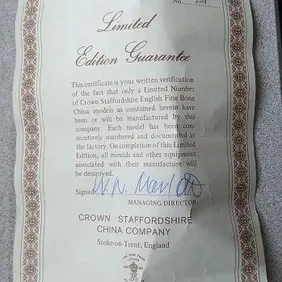 No. 254
Limited
Edition Guarantee
This certificate is your written verification
of the fact that only a Limited Number
of Crown Staffordshire English Fine Bone
China models as contained herein have
been or will be manufactured by this
company. Each model has been con-
secutively numbered and documented at
the factory. On completion of this Limited
Edition, all moulds and other equipment
associated with their manufacture will
be destroyed.
Signed
MANAGING DIRECTOR
CROWN STAFFORDSHIRE
CHINA COMPANY
Stoke-on-Trent, England